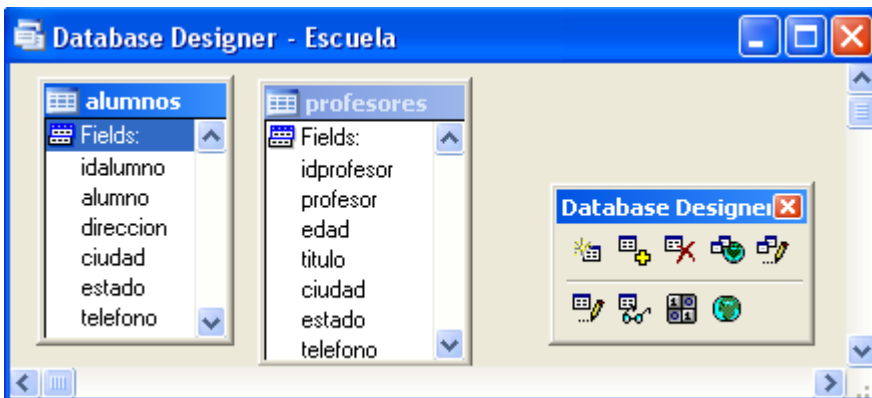 Database Designer - Escuela
alumnos
Fields:
idalumno
alumno
direccion
ciudad
estado
telefono
profesores
Fields:
idprofesor
profesor
edad
titulo
ciudad
estado
telefono
Database Designer